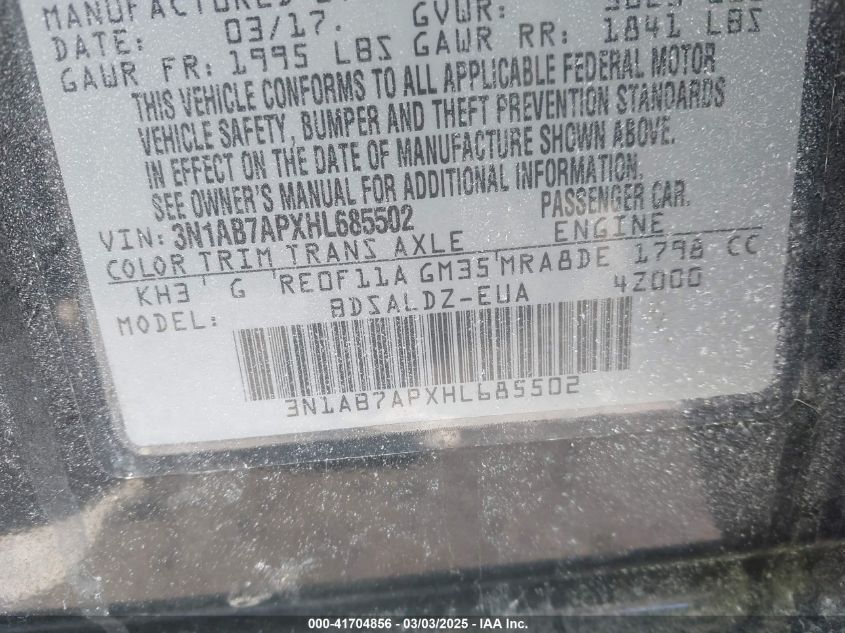 MANUFACTURED
DATE: 03/17. GVWR:
GAWR FR: 1995 LBS GAWR RR: 1841 LBS
THIS VEHICLE CONFORMS TO ALL APPLICABLE FEDERAL MOTOR
VEHICLE SAFETY, BUMPER AND THEFT PREVENTION STANDARDS
IN EFFECT ON THE DATE OF MANUFACTURE SHOWN ABOVE.
SEE OWNER'S MANUAL FOR ADDITIONAL INFORMATION.
VIN: 3N1AB7APXHL685502 PASSENGER CAR.
COLOR TRIM TRANS AXLE ENGINE
KH3 G RE0F11A GM35 MRA8DE 1798 CC
MODEL: BDSALDZ-EUA 4Z000
3N1AB7APXHL685502
000-41704856 - 03/03/2025 - IAAI Inc.